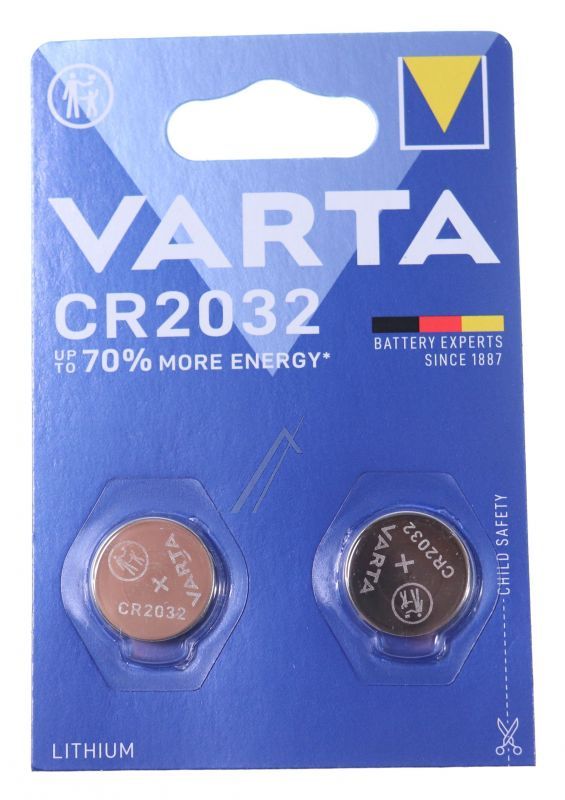 VARTA
CR2032
UP TO 70% MORE ENERGY*
BATTERY EXPERTS
SINCE 1887
CHILD SAFETY
VARTA
+
CR2032
VARTA
+
CR2032
LITHIUM